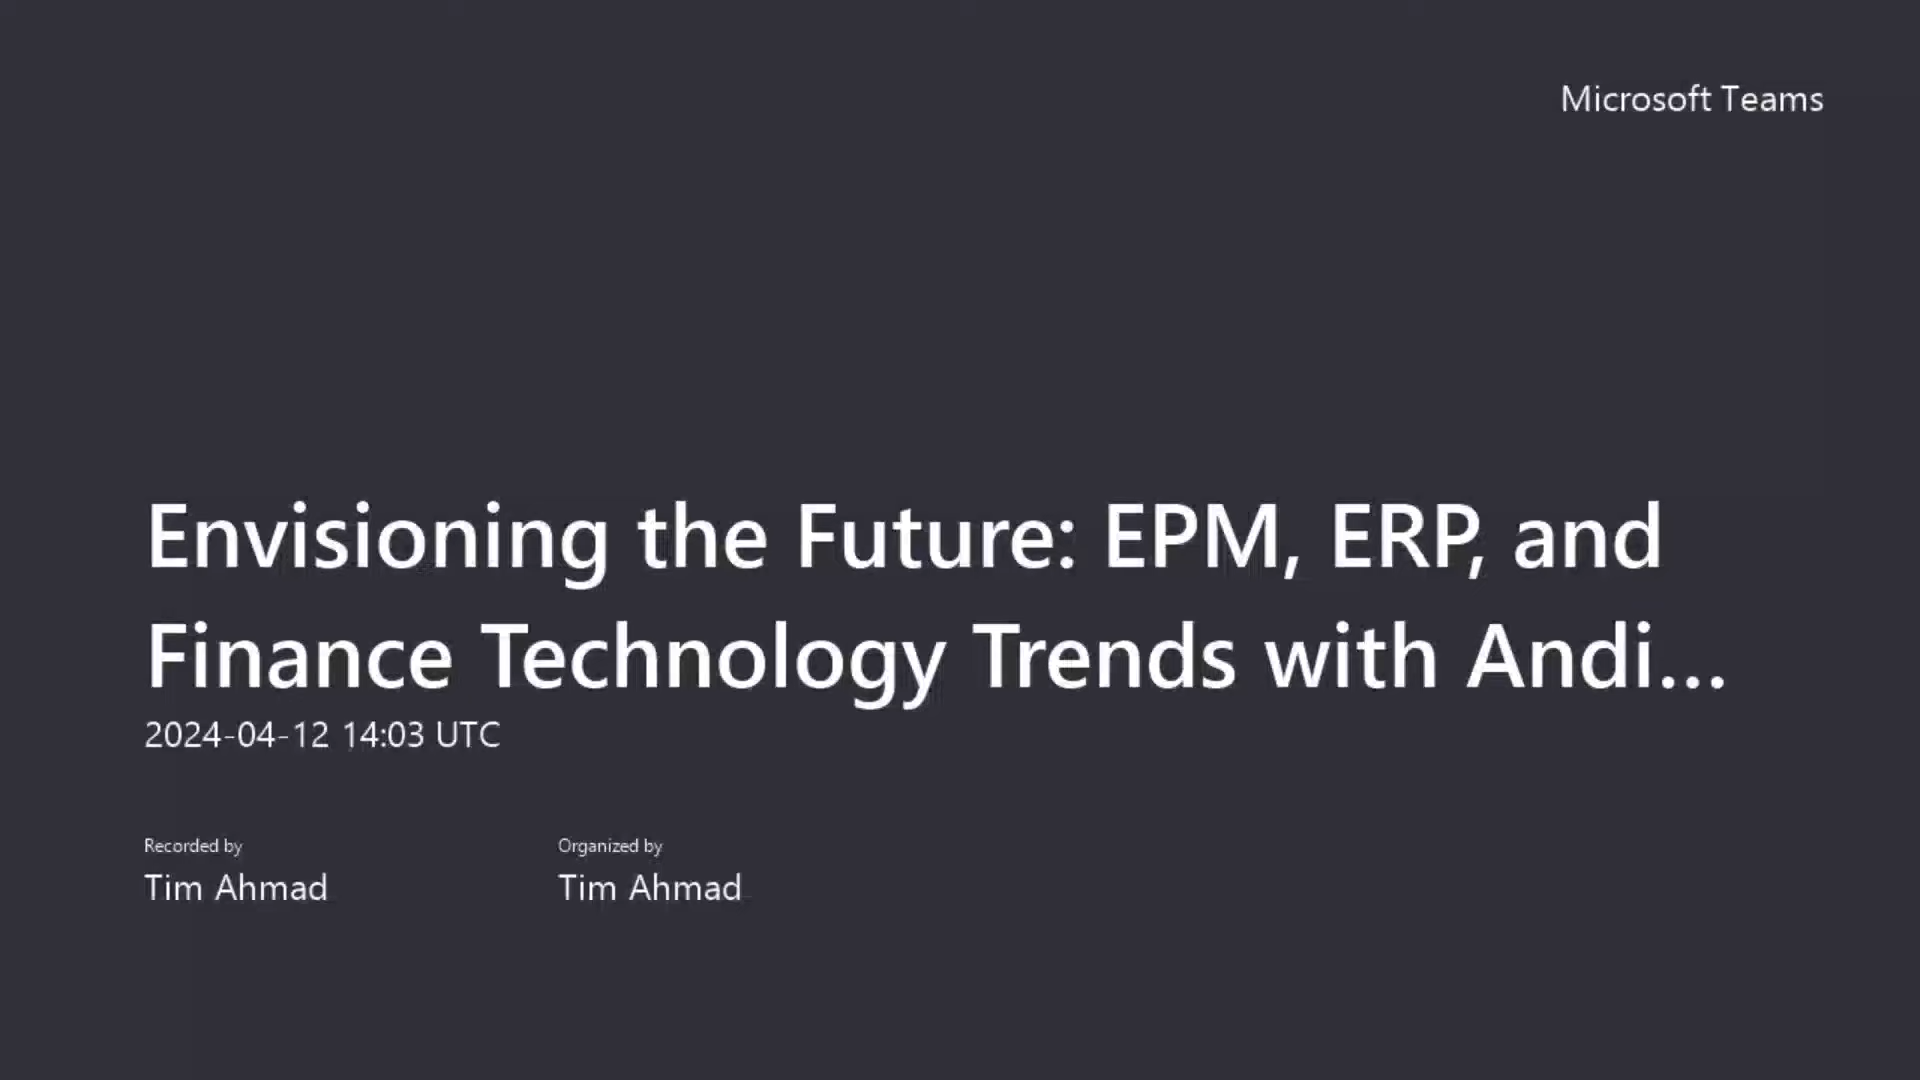 Microsoft Teams
Envisioning the Future: EPM, ERP, and
Finance Technology Trends with Andi...
2024-04-12 14:03 UTC
Recorded by
Tim Ahmad
Organized by
Tim Ahmad